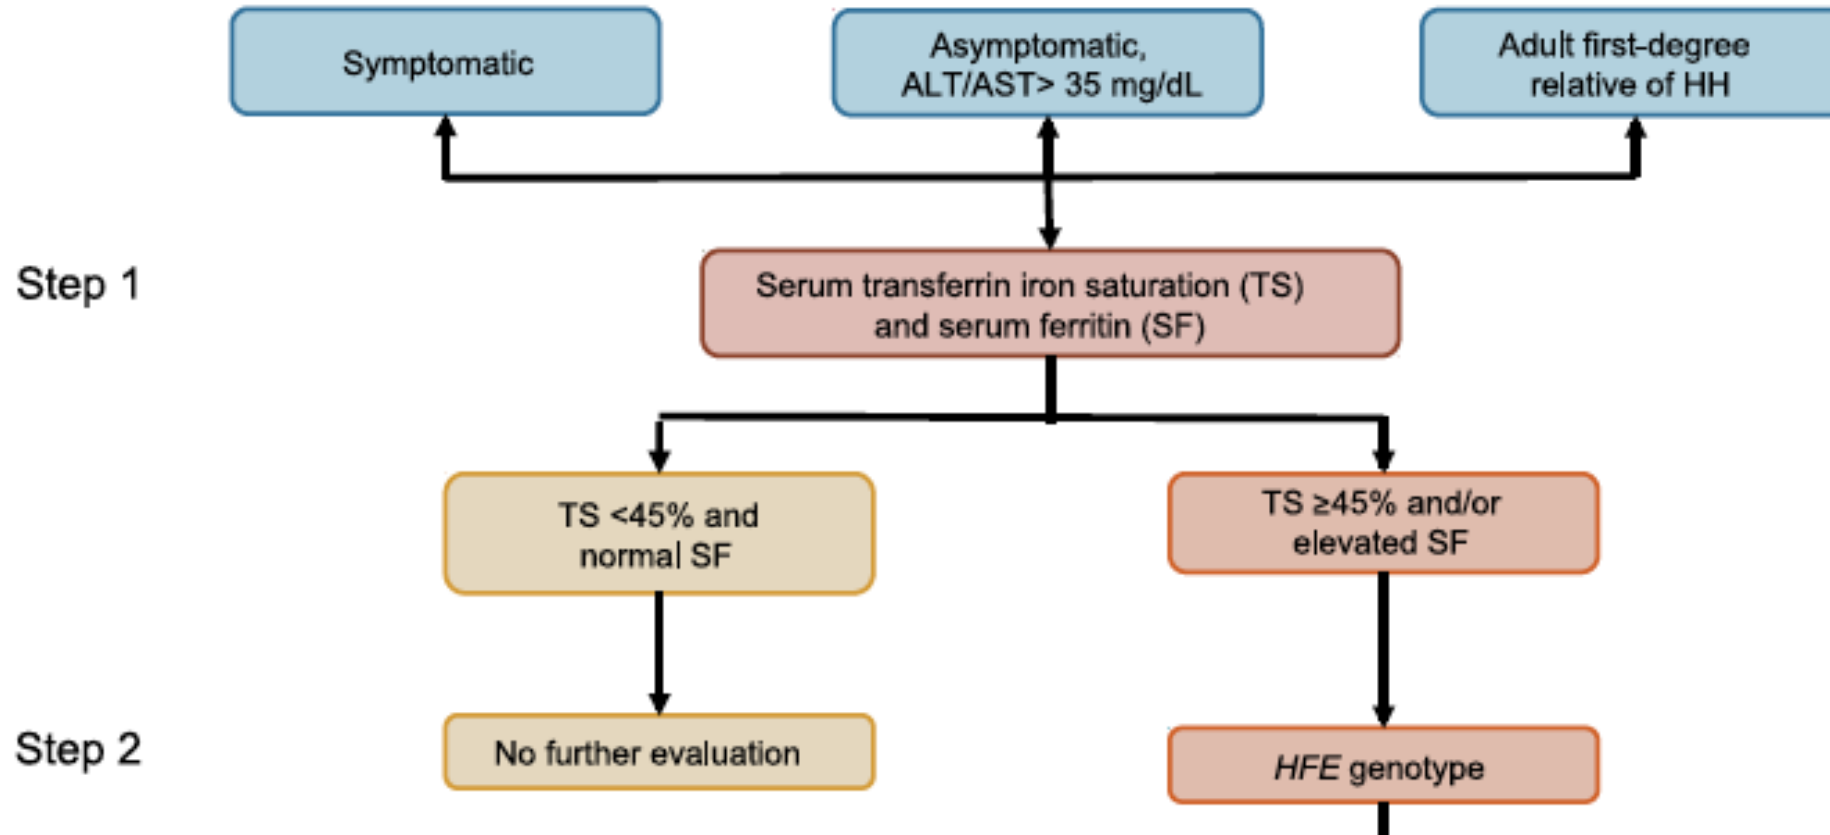 Symptomatic
Asymptomatic,
ALT/AST> 35 mg/dL
Adult first-degree
relative of HH
Step 1
Serum transferrin iron saturation (TS)
and serum ferritin (SF)
TS <45% and
normal SF
TS ≥45% and/or
elevated SF
Step 2
No further evaluation
HFE genotype